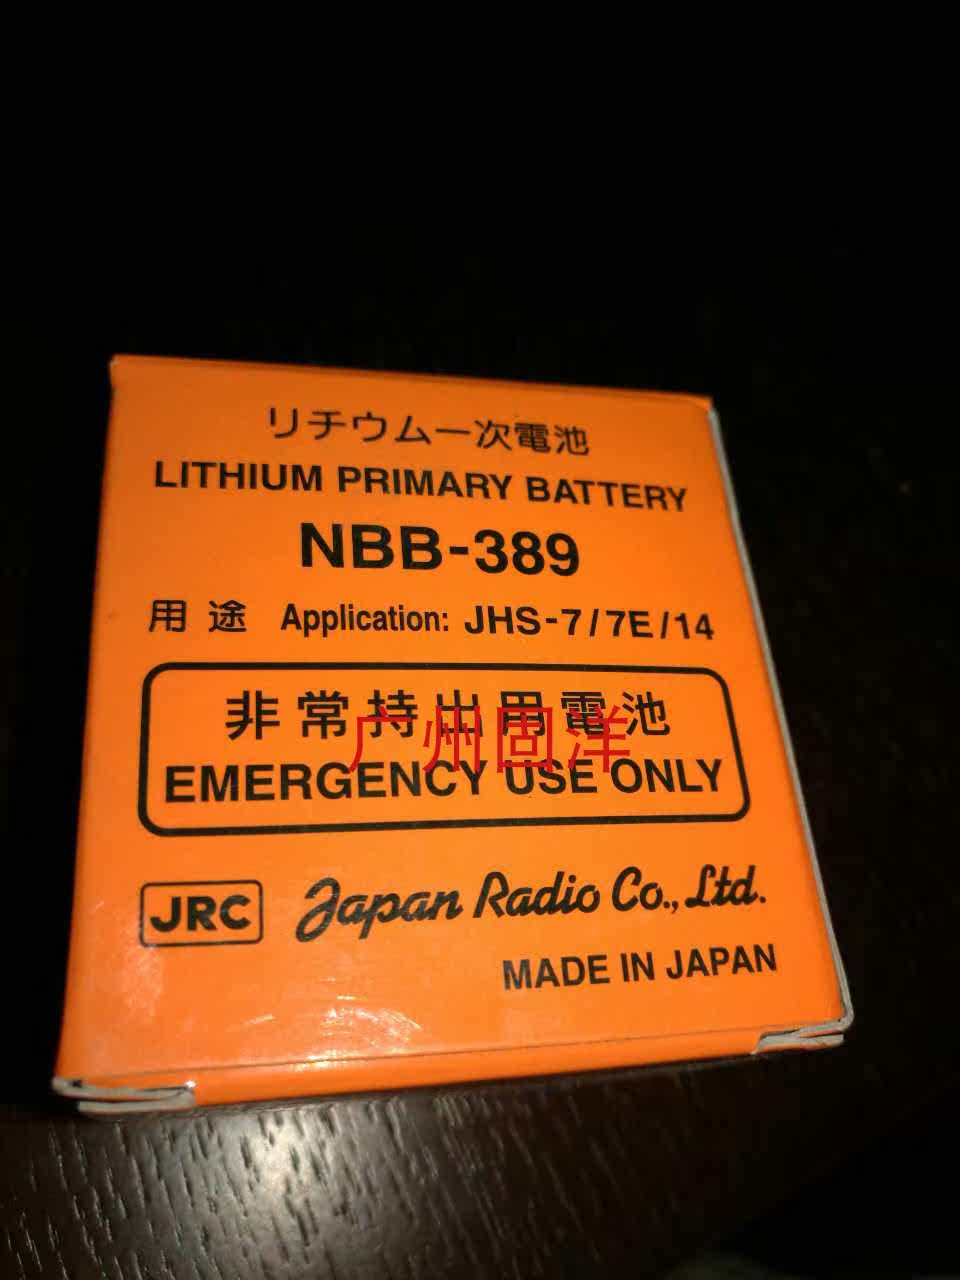 リチウム一次電池
LITHIUM PRIMARY BATTERY
NBB-389
用途 Application: JHS-7/7E/14
非常持出用電池
广州固洋
EMERGENCY USE ONLY
JRC Japan Radio Co., Ltd.
MADE IN JAPAN